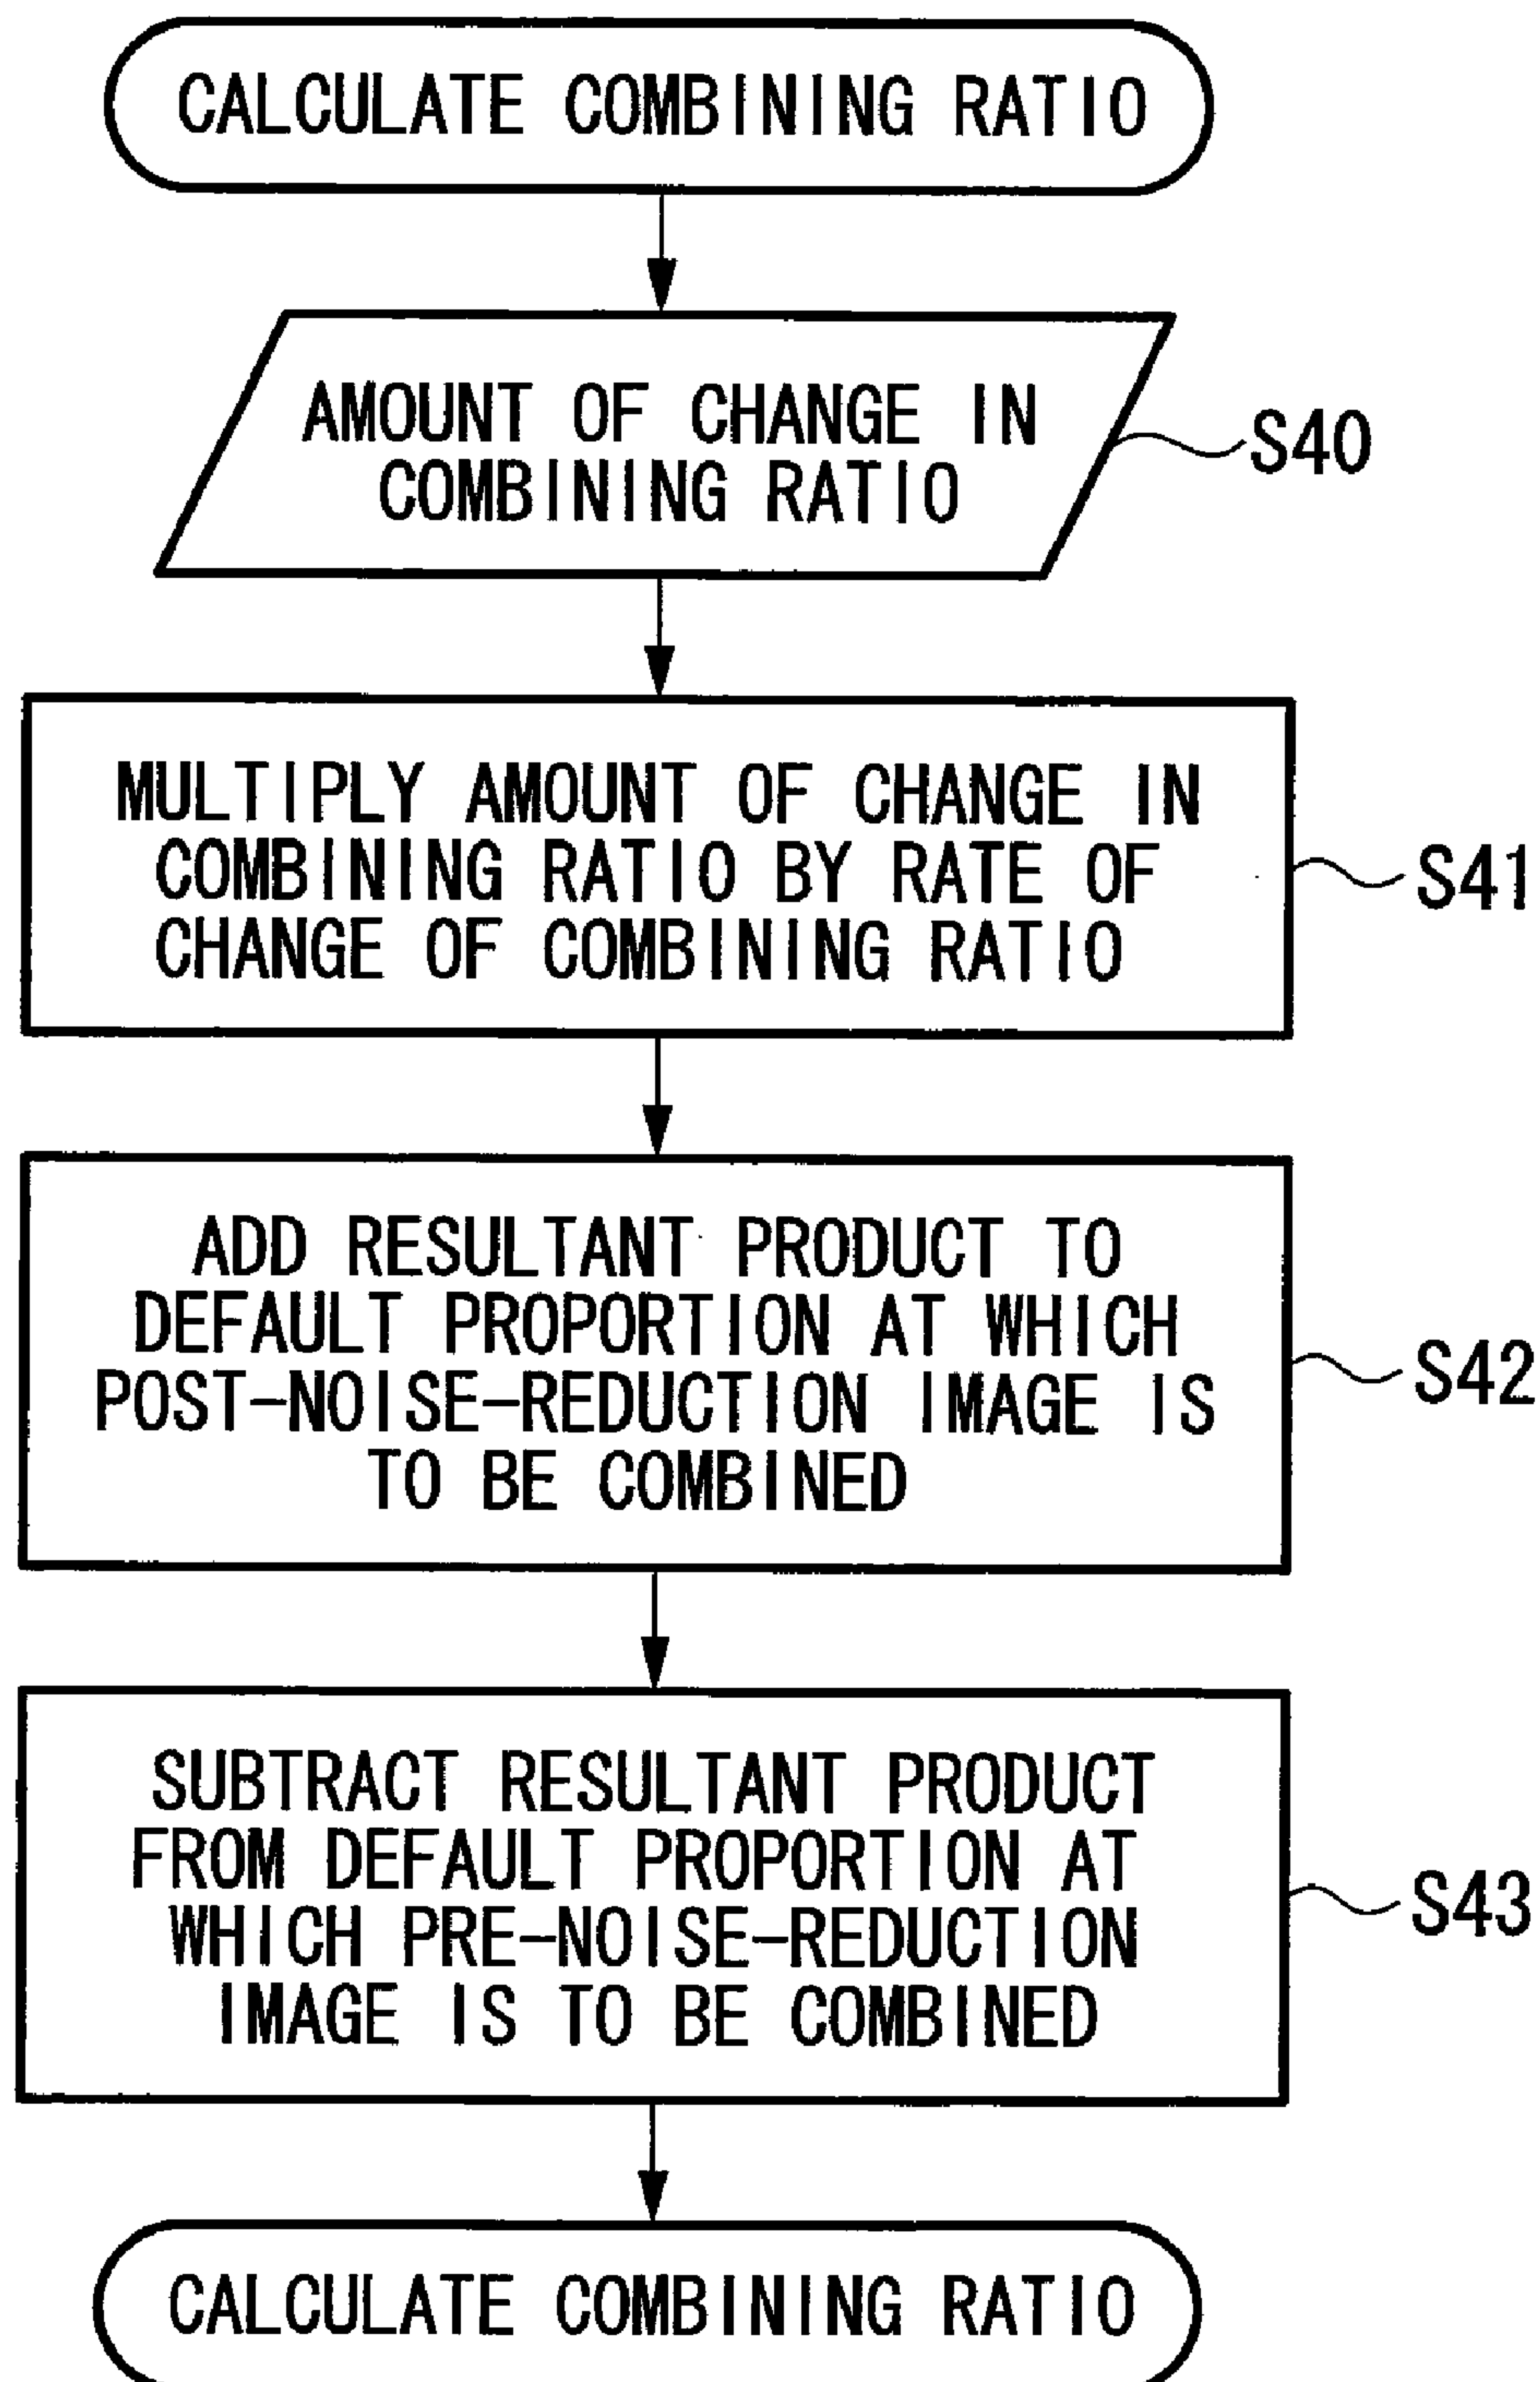 CALCULATE COMBINING RATIO
AMOUNT OF CHANGE IN
COMBINING RATIO
S40
MULTIPLY AMOUNT OF CHANGE IN
COMBINING RATIO BY RATE OF
CHANGE OF COMBINING RATIO
S41
ADD RESULTANT PRODUCT TO
DEFAULT PROPORTION AT WHICH
POST-NOISE-REDUCTION IMAGE IS
TO BE COMBINED
S42
SUBTRACT RESULTANT PRODUCT
FROM DEFAULT PROPORTION AT
WHICH PRE-NOISE-REDUCTION
IMAGE IS TO BE COMBINED
S43
CALCULATE COMBINING RATIO